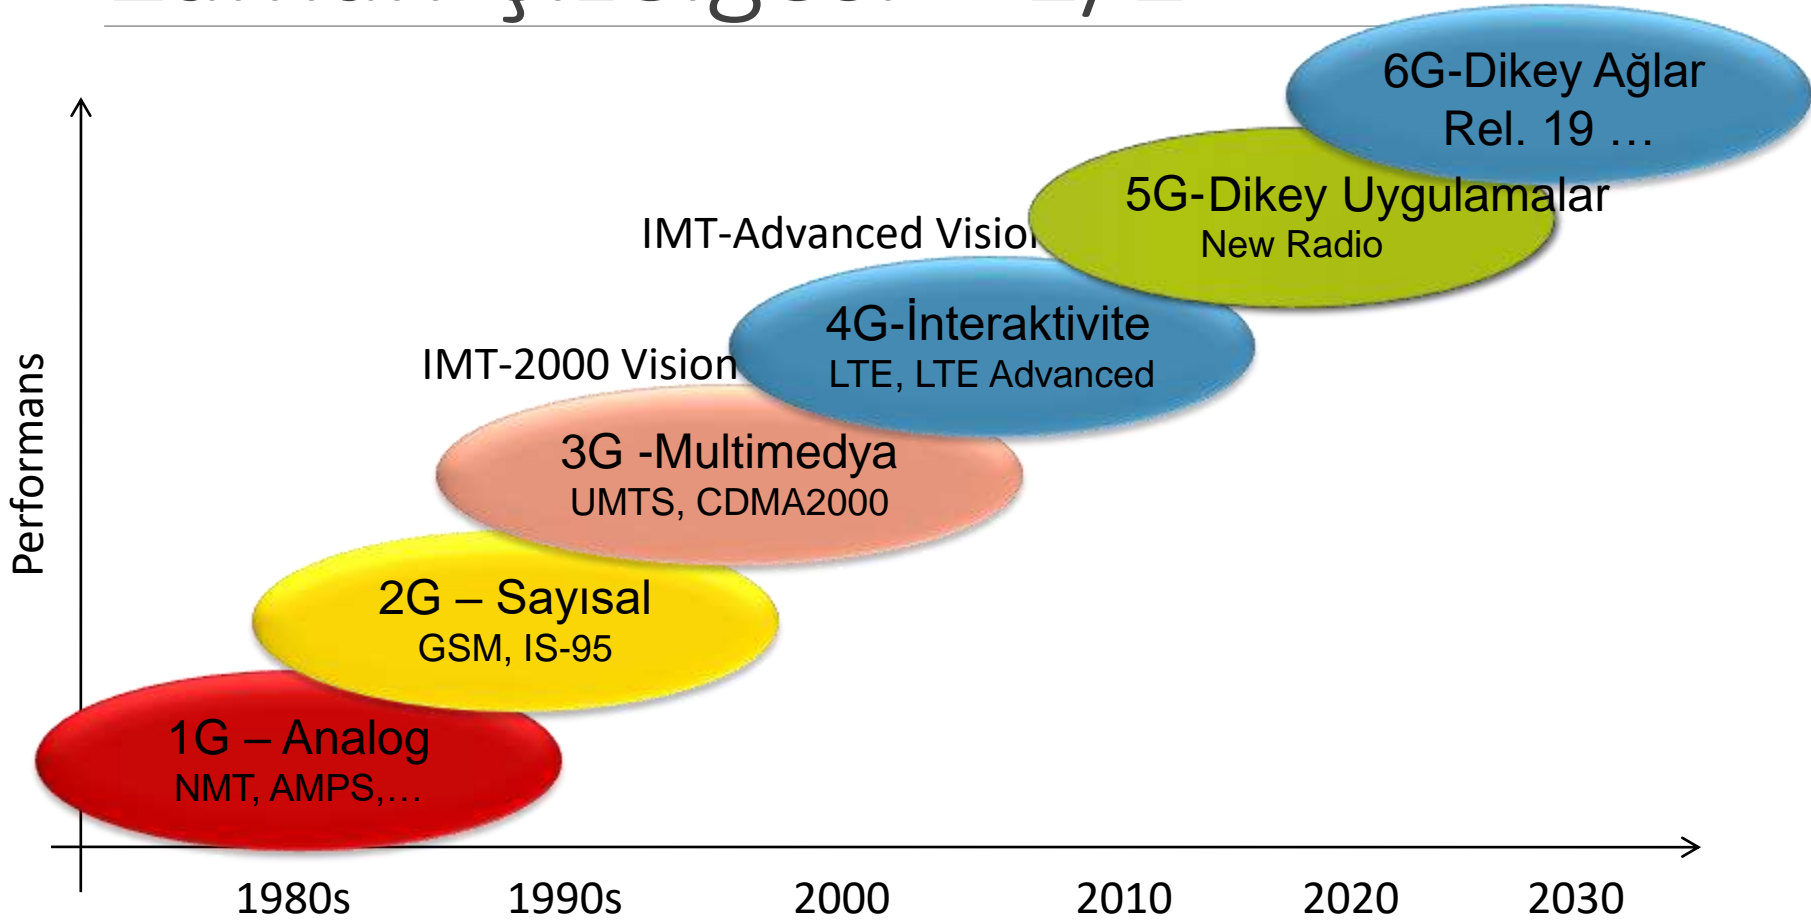 6G-Dikey Ağlar
Rel. 19 ...
5G-Dikey Uygulamalar
New Radio
IMT-Advanced
4G-İnteraktivite
LTE, LTE Advanced
IMT-2000 Vision
3G -Multimedya
UMTS, CDMA2000
2G – Sayısal
GSM, IS-95
1G – Analog
NMT, AMPS,...
Performans
1980s 1990s 2000 2010 2020 2030